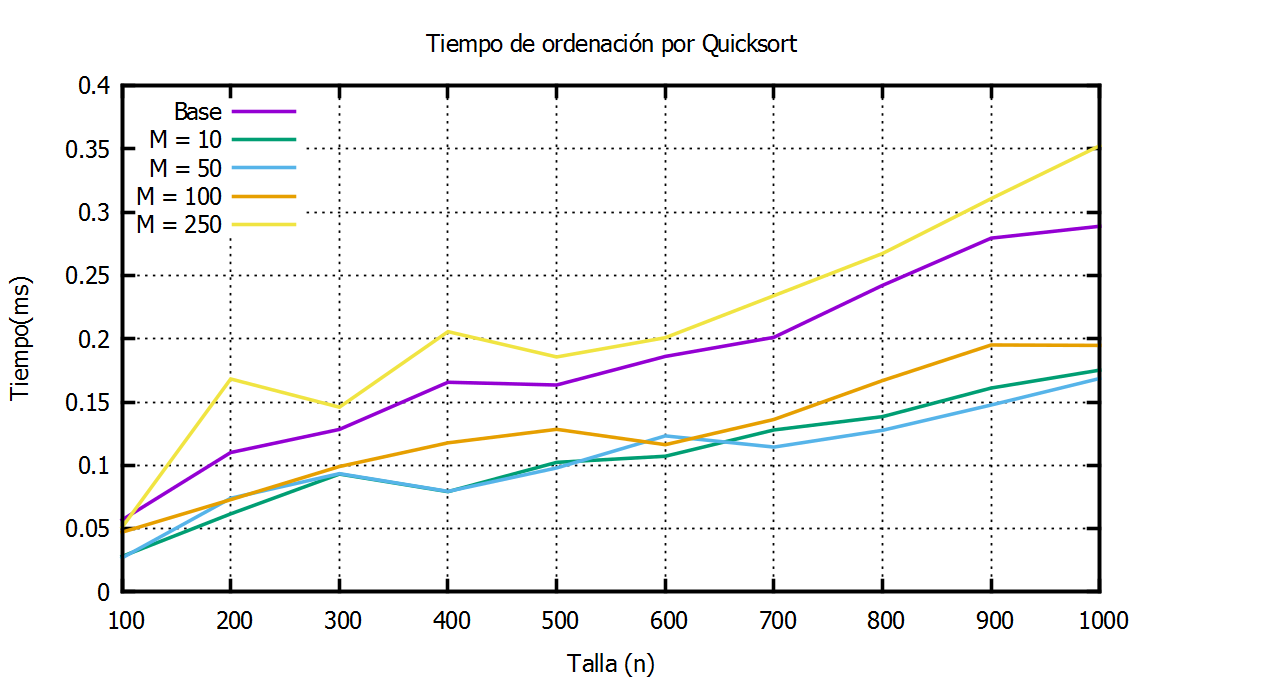 Tiempo de ordenación por Quicksort
0.4
0.35
0.3
0.25
0.2
0.15
0.1
0.05
0
Tiempo(ms)
Base
M = 10
M = 50
M = 100
M = 250
100 200 300 400 500 600 700 800 900 1000
Talla (n)